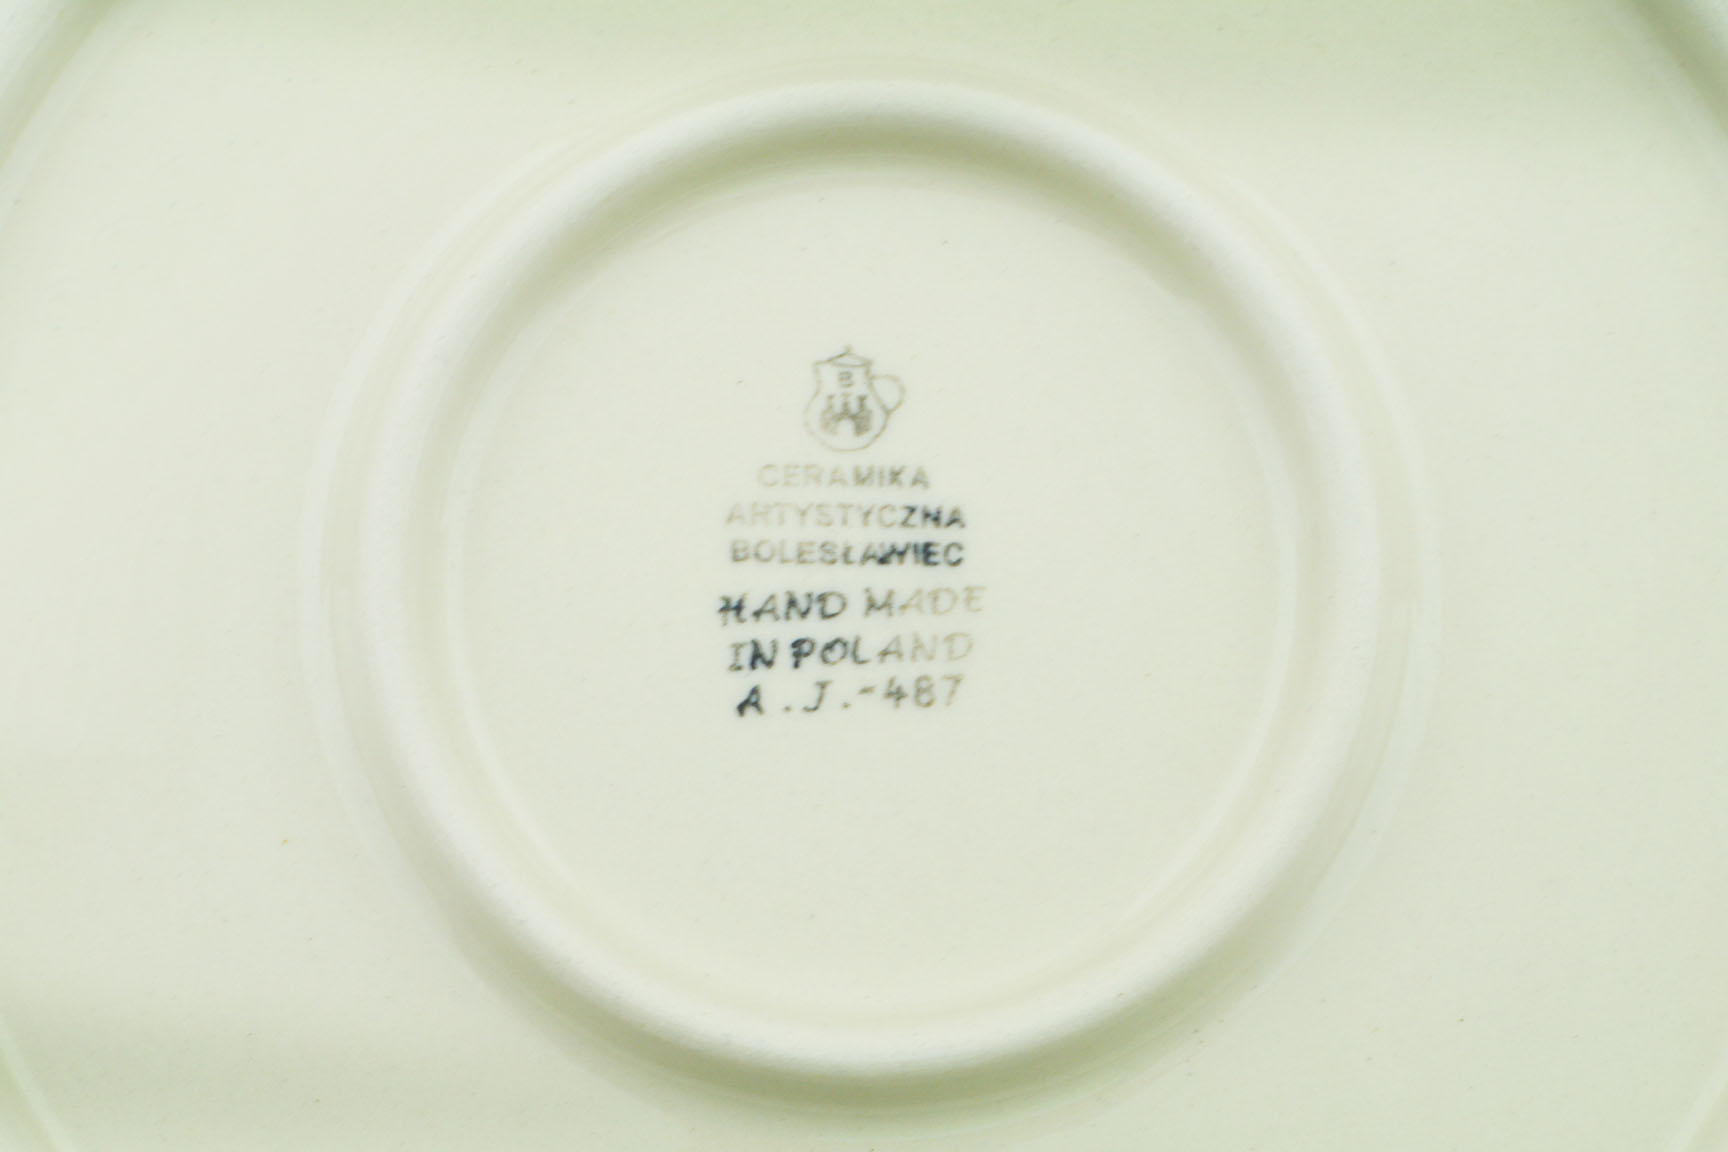 B
CERAMIKA
ARTYSTYCZNA
BOLESŁAWIEC
HAND MADE
IN POLAND
A.J.-487